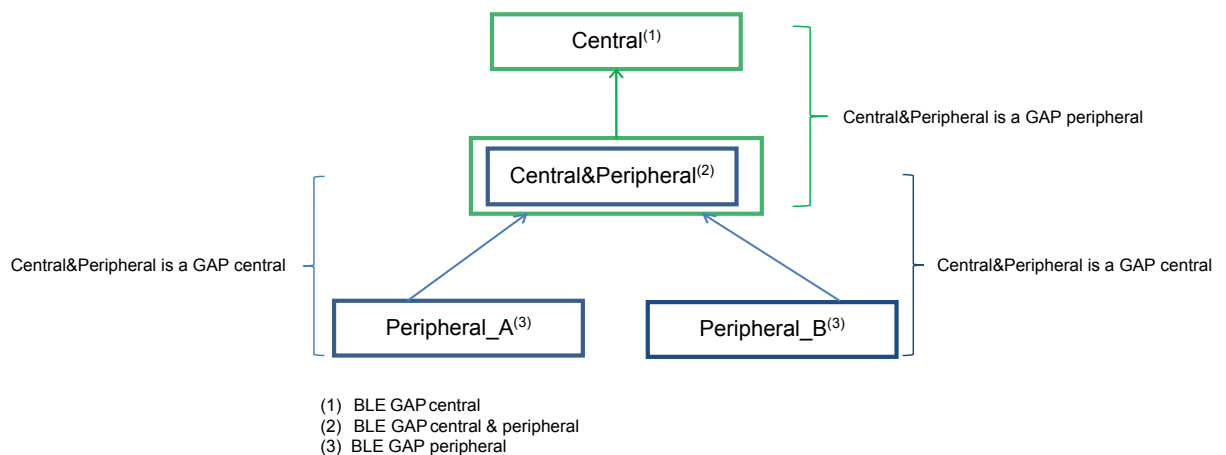 Central(1)
Central&Peripheral is a GAP peripheral
Central&Peripheral(2)
Central&Peripheral is a GAP central
Central&Peripheral is a GAP central
Peripheral_A(3)
Peripheral_B(3)
(1) BLE GAP central
(2) BLE GAP central & peripheral
(3) BLE GAP peripheral